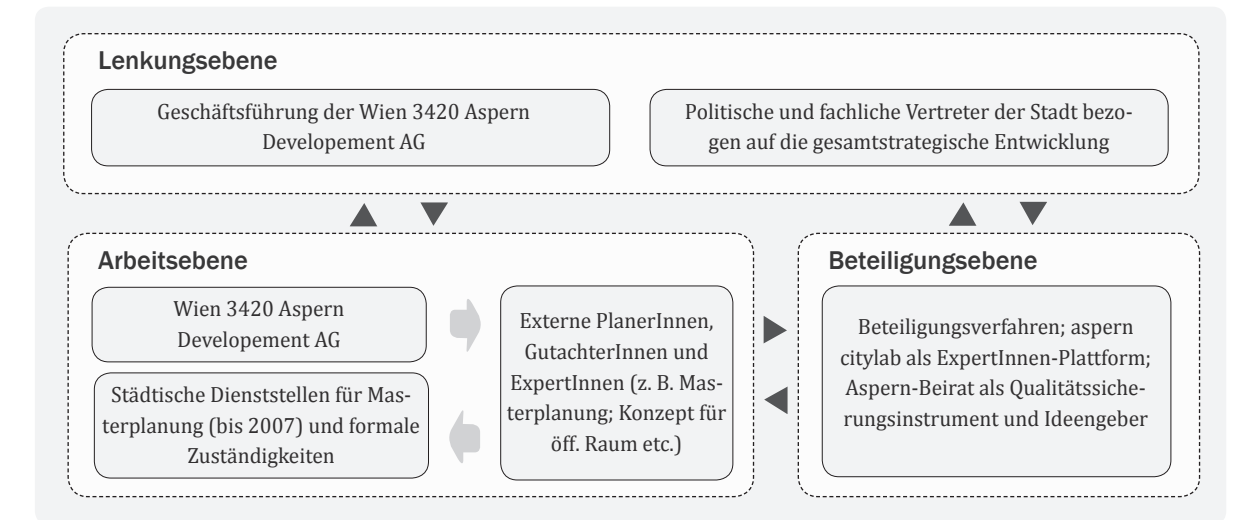 Lenkungsebene
Geschäftsführung der Wien 3420 Aspern
Developement AG
Politische und fachliche Vertreter der Stadt bezo-
gen auf die gesamtstrategische Entwicklung
Arbeitsebene
Wien 3420 Aspern
Developement AG
Städtische Dienststellen für Mas-
terplanung (bis 2007) und formale
Zuständigkeiten
Externe PlanerInnen,
GutachterInnen und
ExpertInnen (z. B. Mas-
terplanung; Konzept für
öff. Raum etc.)
Beteiligungsebene
Beteiligungsverfahren; aspern
citylab als ExpertInnen-Plattform;
Aspern-Beirat als Qualitätssiche-
rungsinstrument und Ideengeber